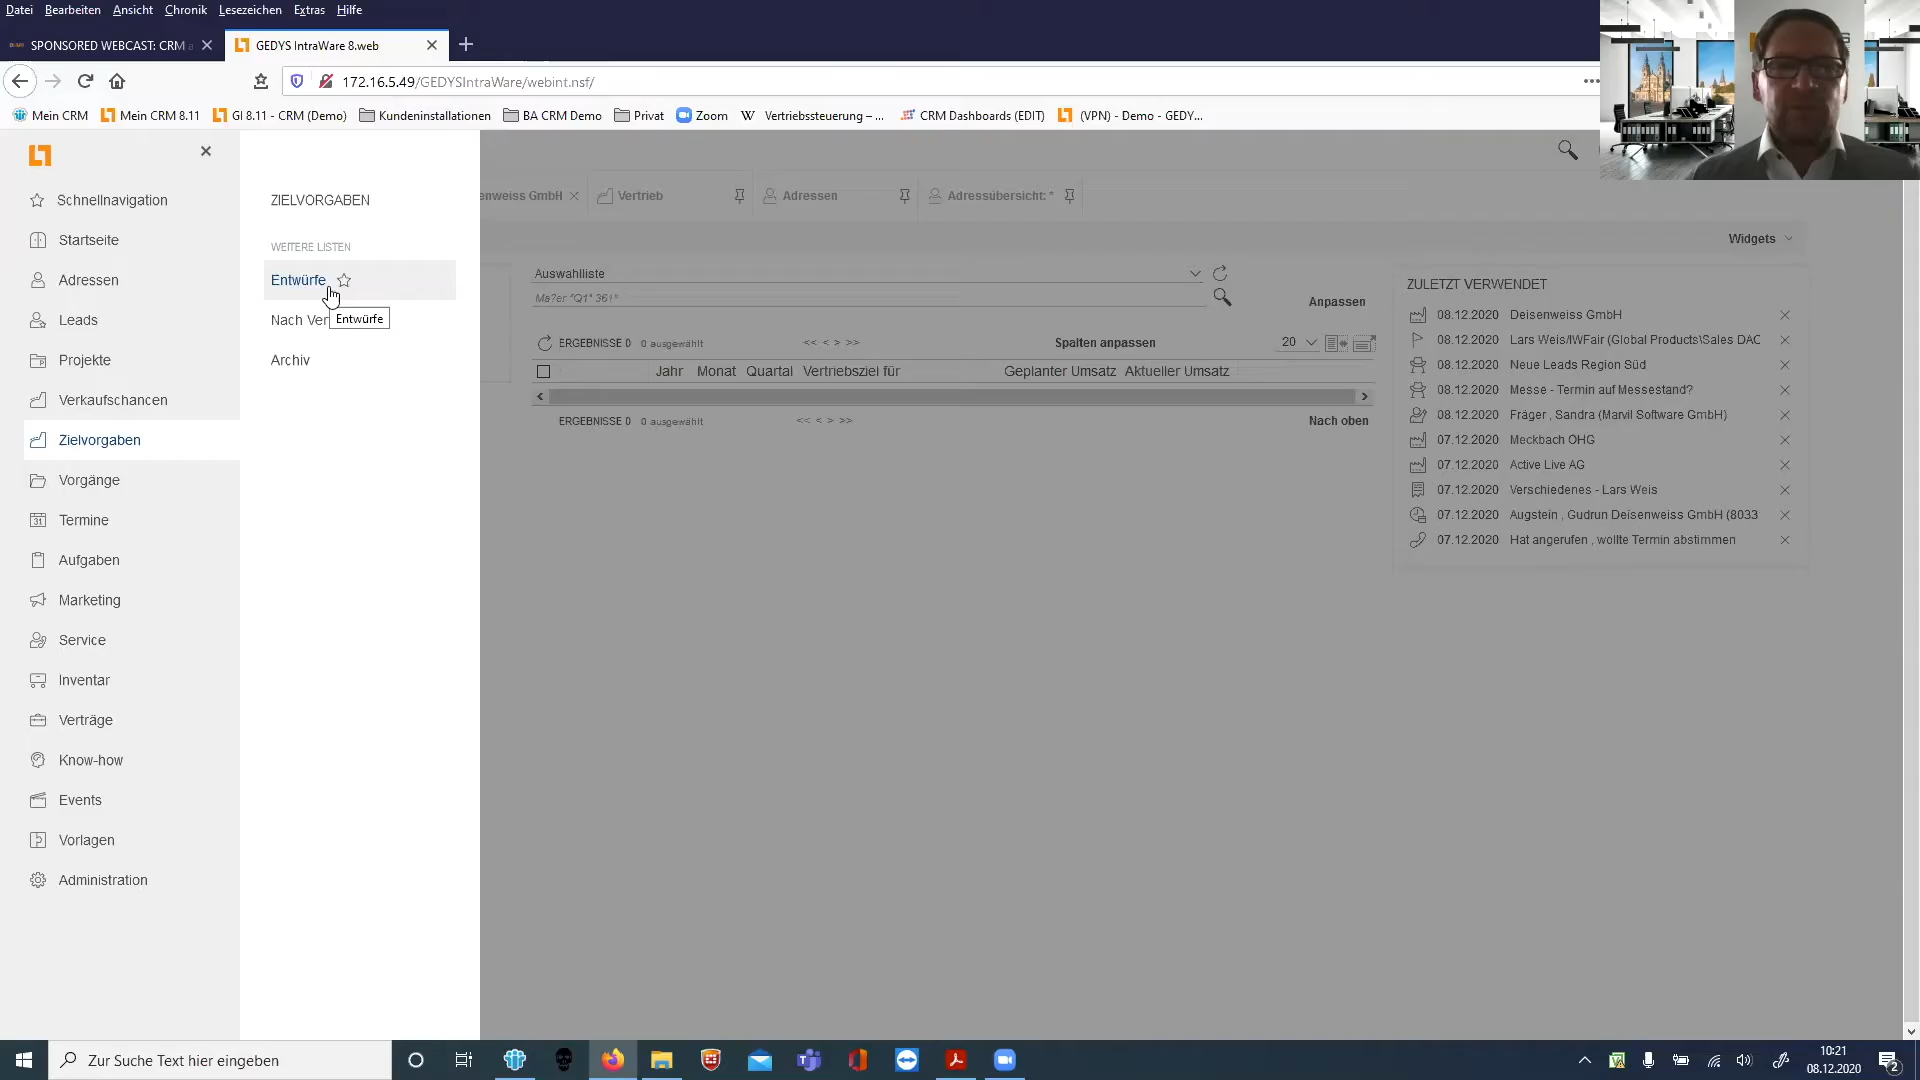 Datei Bearbeiten Ansicht Chronik Lesezeichen Extras Hilfe
SPONSORED WEBCAST: CRM
GEDYS IntraWare 8.web
172.16.5.49/GEDYSIntraWare/webint.nsf/
Mein CRM Mein CRM 8.11 GI 8.11 - CRM (Demo) Kundeninstallationen BA CRM Demo Privat Zoom W Vertriebssteuerung – ... CRM Dashboards (EDIT) (VPN) - Demo - GEDY...
Schnellnavigation
Startseite
Adressen
Leads
Projekte
Verkaufschancen
Zielvorgaben
Vorgänge
31 Termine
Aufgaben
Marketing
Service
Inventar
Verträge
Know-how
Events
Vorlagen
Administration
ZIELVORGABEN
WEITERE LISTEN
Entwürfe
Nach Ver
Entwürfe
Archiv
enweiss GmbH Vertrieb Adressen Adressübersicht: *
Widgets
Auswahlliste
Ma?er "Q1" 361*
Anpassen
ERGEBNISSE 0 0 ausgewählt << < > >> Spalten anpassen 20
Jahr Monat Quartal Vertriebsziel für Geplanter Umsatz Aktueller Umsatz
ERGEBNISSE 0 0 ausgewählt << < > >> Nach oben
ZULETZT VERWENDET
08.12.2020 Deisenweiss GmbH
08.12.2020 Lars Weis/IWFair (Global Products\Sales DAC
08.12.2020 Neue Leads Region Süd
08.12.2020 Messe - Termin auf Messestand?
08.12.2020 Fräger , Sandra (Marvil Software GmbH)
07.12.2020 Meckbach OHG
07.12.2020 Active Live AG
07.12.2020 Verschiedenes - Lars Weis
07.12.2020 Augstein , Gudrun Deisenweiss GmbH (8033
07.12.2020 Hat angerufen , wollte Termin abstimmen
Zur Suche Text hier eingeben
10:21
08.12.2020
2